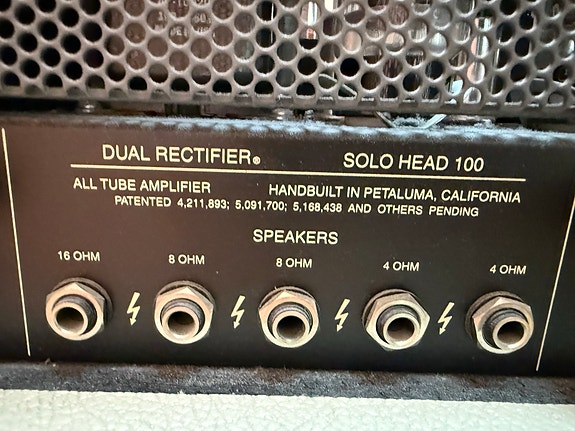 DUAL RECTIFIER® SOLO HEAD 100
ALL TUBE AMPLIFIER HANDBUILT IN PETALUMA, CALIFORNIA
PATENTED 4,211,893; 5,091,700; 5,168,438 AND OTHERS PENDING
SPEAKERS
16 OHM 8 OHM 8 OHM 4 OHM 4 OHM